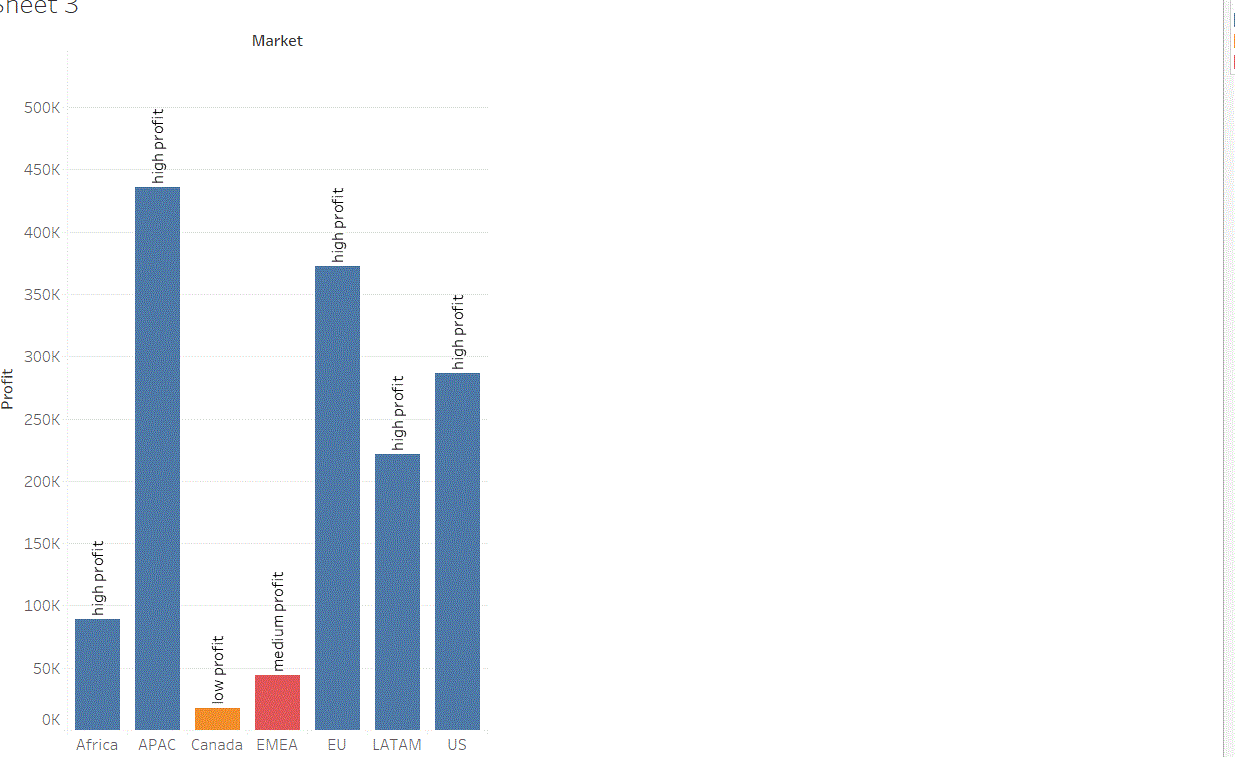 Sheet 3
Market
500K
450K
400K
350K
300K
250K
200K
150K
100K
50K
0K
Profit
high profit
high profit
low profit
medium profit
high profit
high profit
high profit
Africa APAC Canada EMEA EU LATAM US